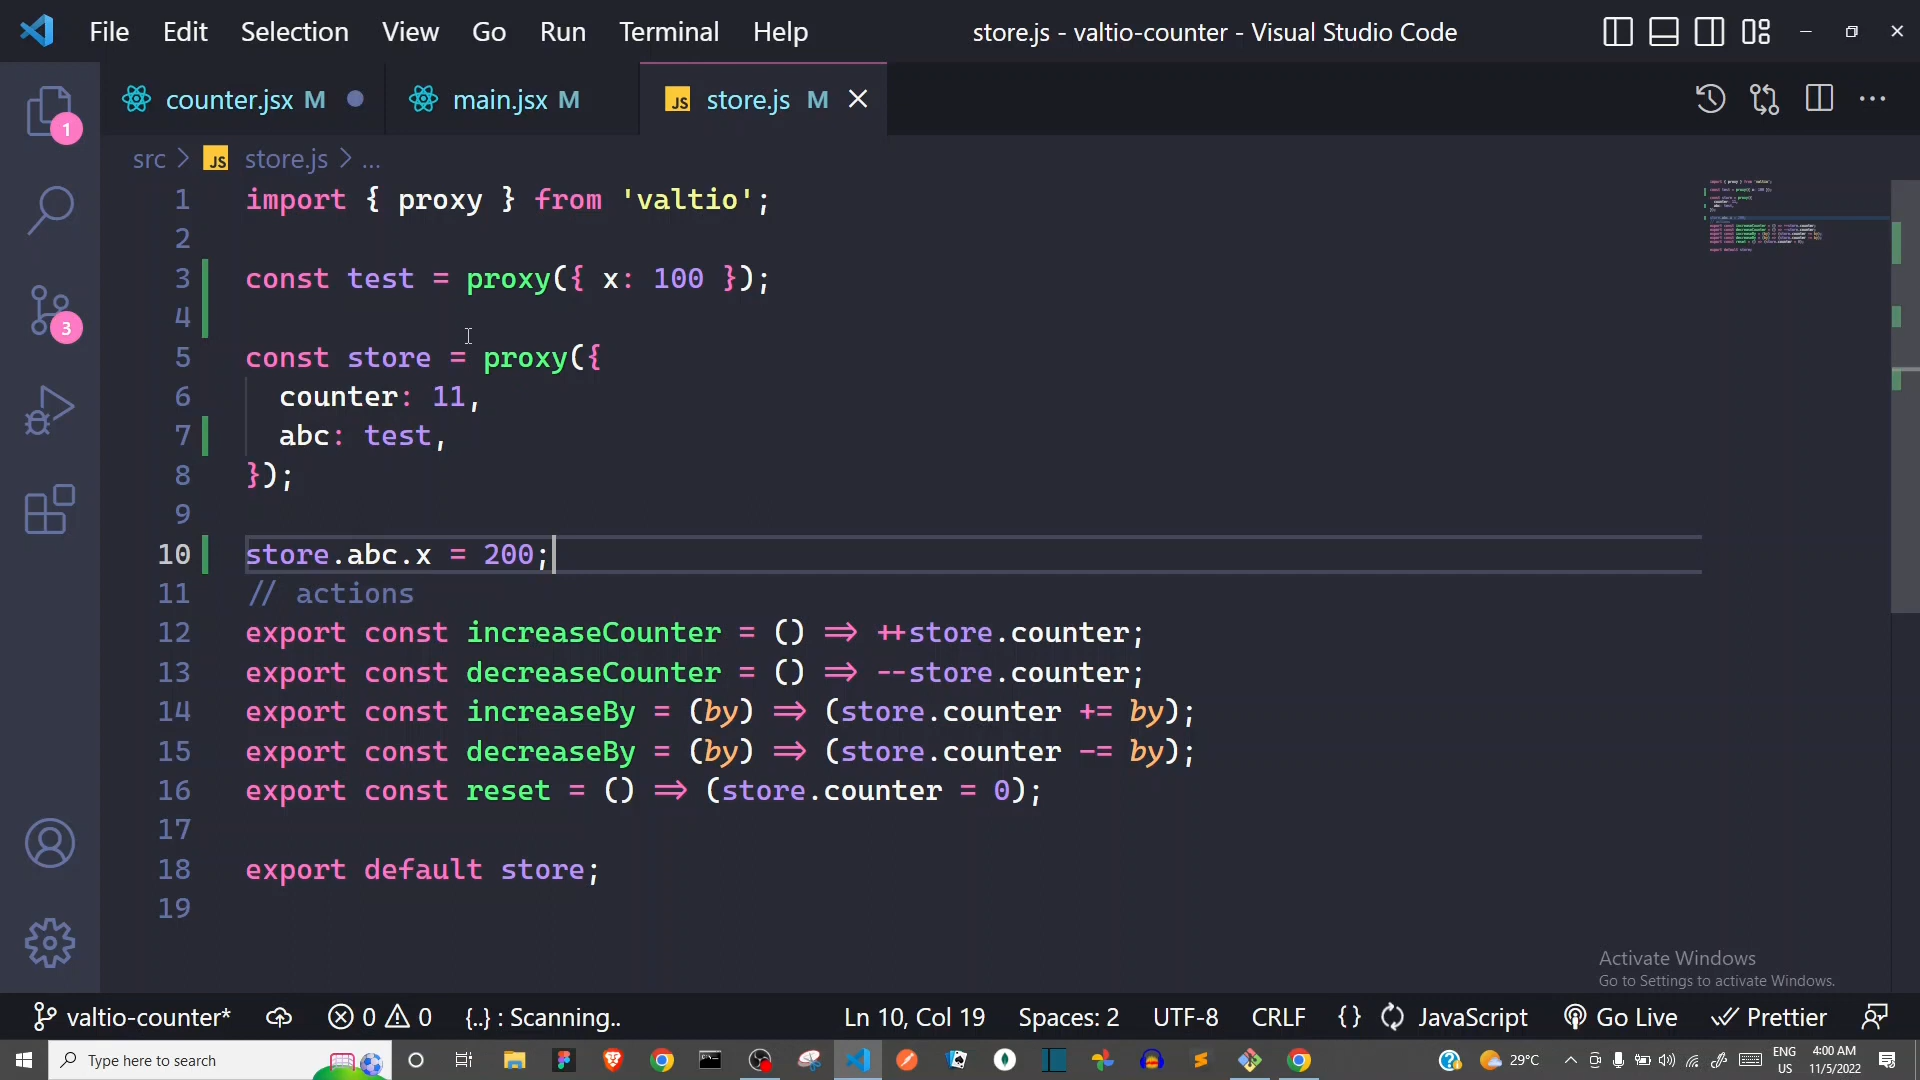 File Edit Selection View Go Run Terminal Help store.js - valtio-counter - Visual Studio Code
counter.jsx M main.jsx M JS store.js M
src > JS store.js > ...
1 import { proxy } from 'valtio';
2
3 const test = proxy({ x: 100 });
4
5 const store = proxy({
6 counter: 11,
7 abc: test,
8 });
9
10 store.abc.x = 200;
11 // actions
12 export const increaseCounter = () => ++store.counter;
13 export const decreaseCounter = () => --store.counter;
14 export const increaseBy = (by) => (store.counter += by);
15 export const decreaseBy = (by) => (store.counter -= by);
16 export const reset = () => (store.counter = 0);
17
18 export default store;
19
1
3
Activate Windows
Go to Settings to activate Windows.
valtio-counter* 0 0 {..} : Scanning.. Ln 10, Col 19 Spaces: 2 UTF-8 CRLF {} JavaScript Go Live Prettier
Type here to search 29°C ENG US 4:00 AM 11/5/2022